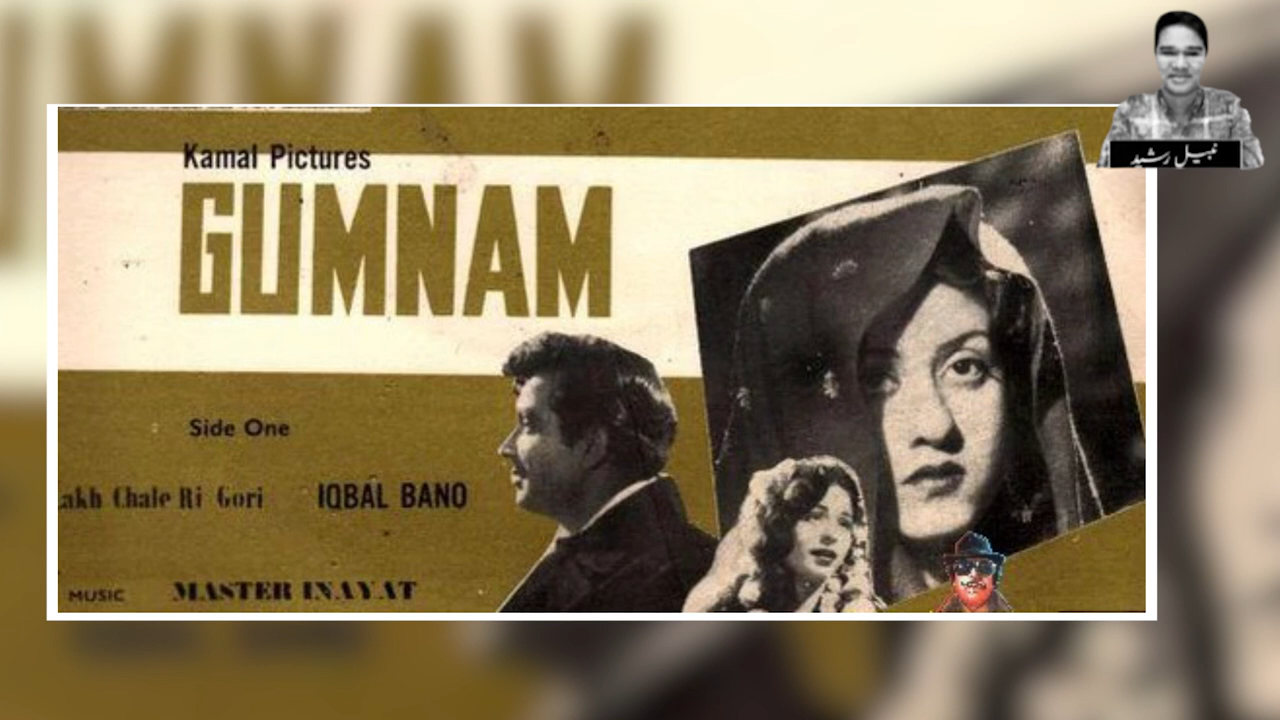 Kamal Pictures
GUMNAM
Side One
akh Chale Ri Gori IQBAL BANO
MUSIC MASTER INAYAT
نبیل رشید